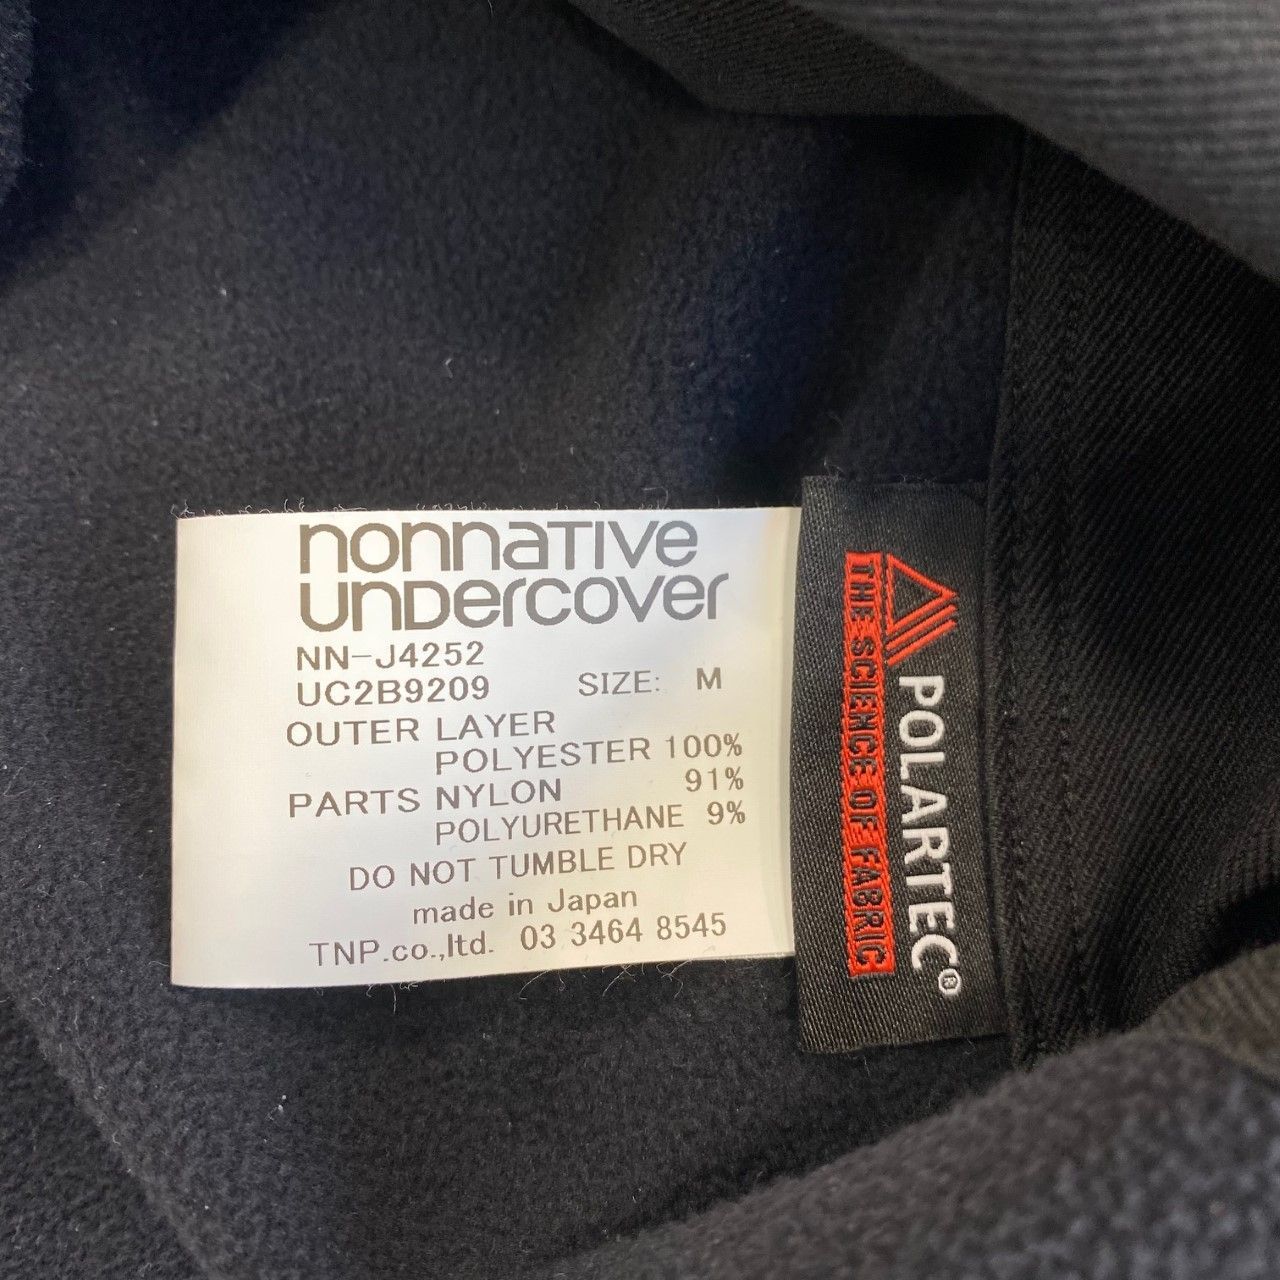 nonnative
undercover
NN-J4252
UC2B9209 SIZE: M
OUTER LAYER
POLYESTER 100%
PARTS NYLON 91%
POLYURETHANE 9%
DO NOT TUMBLE DRY
made in Japan
TNP.co.,ltd. 03 3464 8545
POLARTEC®
THE SCIENCE OF FABRIC